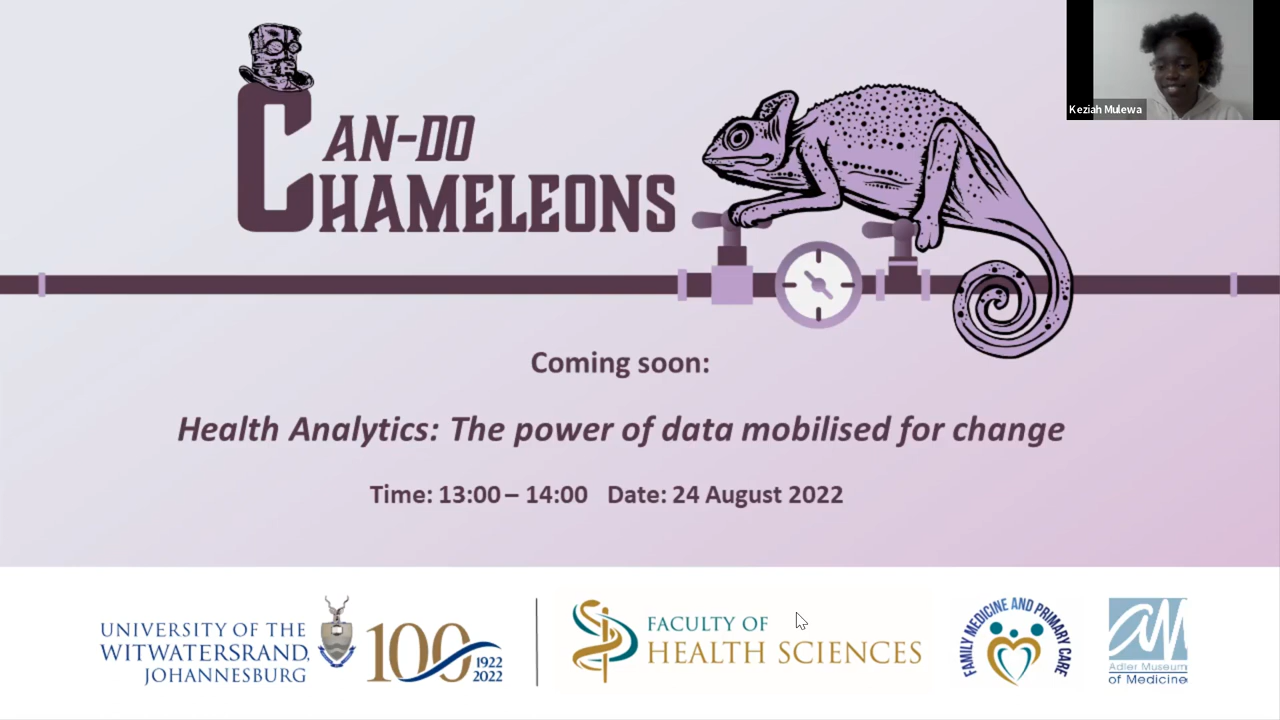 CAN-DO
CHAMELEONS
Keziah Mulewa
Coming soon:
Health Analytics: The power of data mobilised for change
Time: 13:00 – 14:00 Date: 24 August 2022
UNIVERSITY OF THE
WITWATERSRAND,
JOHANNESBURG
100
1922
2022
FACULTY OF
HEALTH SCIENCES
FAMILY MEDICINE AND PRIMARY CARE
AM
Adler Museum
of Medicine